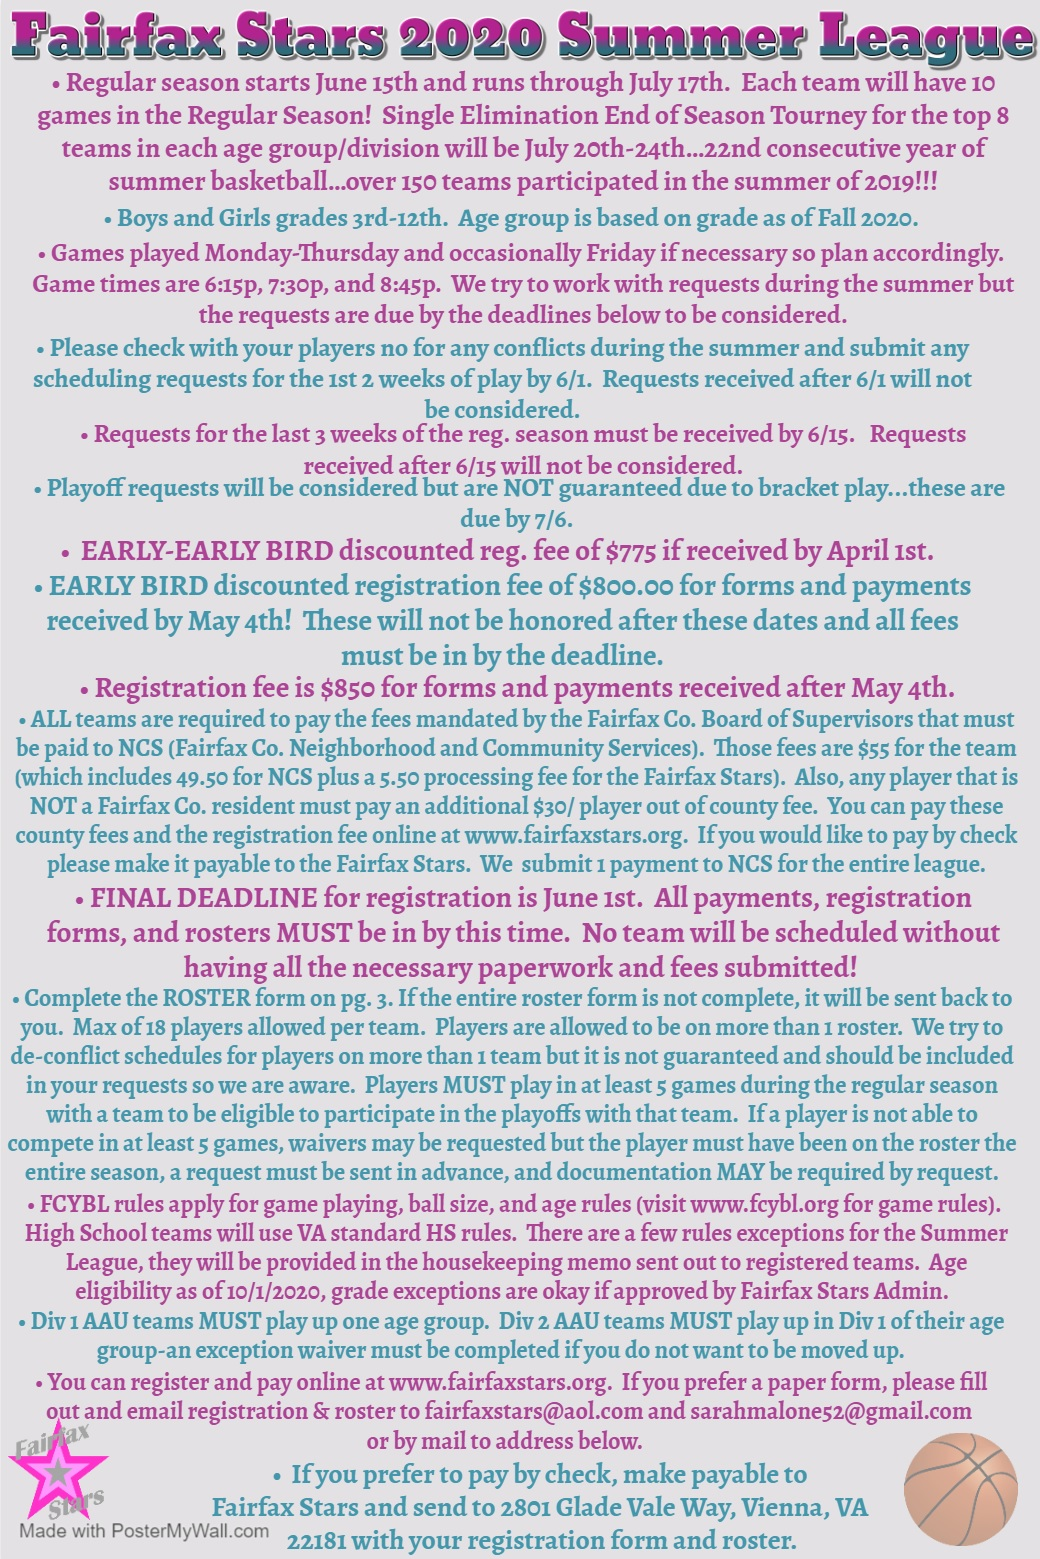 Fairfax Stars 2020 Summer League
• Regular season starts June 15th and runs through July 17th.  Each team will have 10
games in the Regular Season!  Single Elimination End of Season Tourney for the top 8
teams in each age group/division will be July 20th-24th...22nd consecutive year of
summer basketball...over 150 teams participated in the summer of 2019!!!
• Boys and Girls grades 3rd-12th.  Age group is based on grade as of Fall 2020.
• Games played Monday-Thursday and occasionally Friday if necessary so plan accordingly.
Game times are 6:15p, 7:30p, and 8:45p.  We try to work with requests during the summer but
the requests are due by the deadlines below to be considered.
• Please check with your players no for any conflicts during the summer and submit any
scheduling requests for the 1st 2 weeks of play by 6/1.  Requests received after 6/1 will not
be considered.
• Requests for the last 3 weeks of the reg. season must be received by 6/15.   Requests
received after 6/15 will not be considered.
• Playoff requests will be considered but are NOT guaranteed due to bracket play...these are
due by 7/6.
•  EARLY-EARLY BIRD discounted reg. fee of $775 if received by April 1st.
• EARLY BIRD discounted registration fee of $800.00 for forms and payments
received by May 4th!  These will not be honored after these dates and all fees
must be in by the deadline.
• Registration fee is $850 for forms and payments received after May 4th.
• ALL teams are required to pay the fees mandated by the Fairfax Co. Board of Supervisors that must
be paid to NCS (Fairfax Co. Neighborhood and Community Services).  Those fees are $55 for the team
(which includes 49.50 for NCS plus a 5.50 processing fee for the Fairfax Stars).  Also, any player that is
NOT a Fairfax Co. resident must pay an additional $30/ player out of county fee.  You can pay these
county fees and the registration fee online at www.fairfaxstars.org.  If you would like to pay by check
please make it payable to the Fairfax Stars.  We  submit 1 payment to NCS for the entire league.
• FINAL DEADLINE for registration is June 1st.  All payments, registration
forms, and rosters MUST be in by this time.  No team will be scheduled without
having all the necessary paperwork and fees submitted!
• Complete the ROSTER form on pg. 3. If the entire roster form is not complete, it will be sent back to
you.  Max of 18 players allowed per team.  Players are allowed to be on more than 1 roster.  We try to
de-conflict schedules for players on more than 1 team but it is not guaranteed and should be included
in your requests so we are aware.  Players MUST play in at least 5 games during the regular season
with a team to be eligible to participate in the playoffs with that team.  If a player is not able to
compete in at least 5 games, waivers may be requested but the player must have been on the roster the
entire season, a request must be sent in advance, and documentation MAY be required by request.
• FCYBL rules apply for game playing, ball size, and age rules (visit www.fcybl.org for game rules).
High School teams will use VA standard HS rules.  There are a few rules exceptions for the Summer
League, they will be provided in the housekeeping memo sent out to registered teams.  Age
eligibility as of 10/1/2020, grade exceptions are okay if approved by Fairfax Stars Admin.
• Div 1 AAU teams MUST play up one age group.  Div 2 AAU teams MUST play up in Div 1 of their age
group-an exception waiver must be completed if you do not want to be moved up.
• You can register and pay online at www.fairfaxstars.org.  If you prefer a paper form, please fill
out and email registration & roster to fairfaxstars@aol.com and sarahmalone52@gmail.com
or by mail to address below.
•  If you prefer to pay by check, make payable to
Fairfax Stars and send to 2801 Glade Vale Way, Vienna, VA
22181 with your registration form and roster.
Fairfax
Stars
Made with PosterMyWall.com